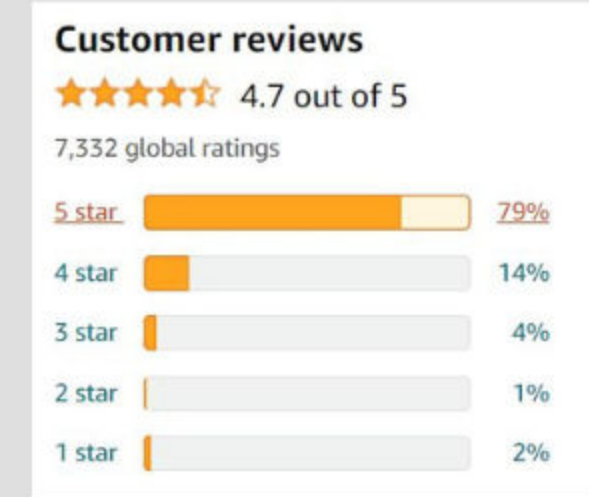 Customer reviews
4.7 out of 5
7,332 global ratings
5 star 79%
4 star 14%
3 star 4%
2 star 1%
1 star 2%